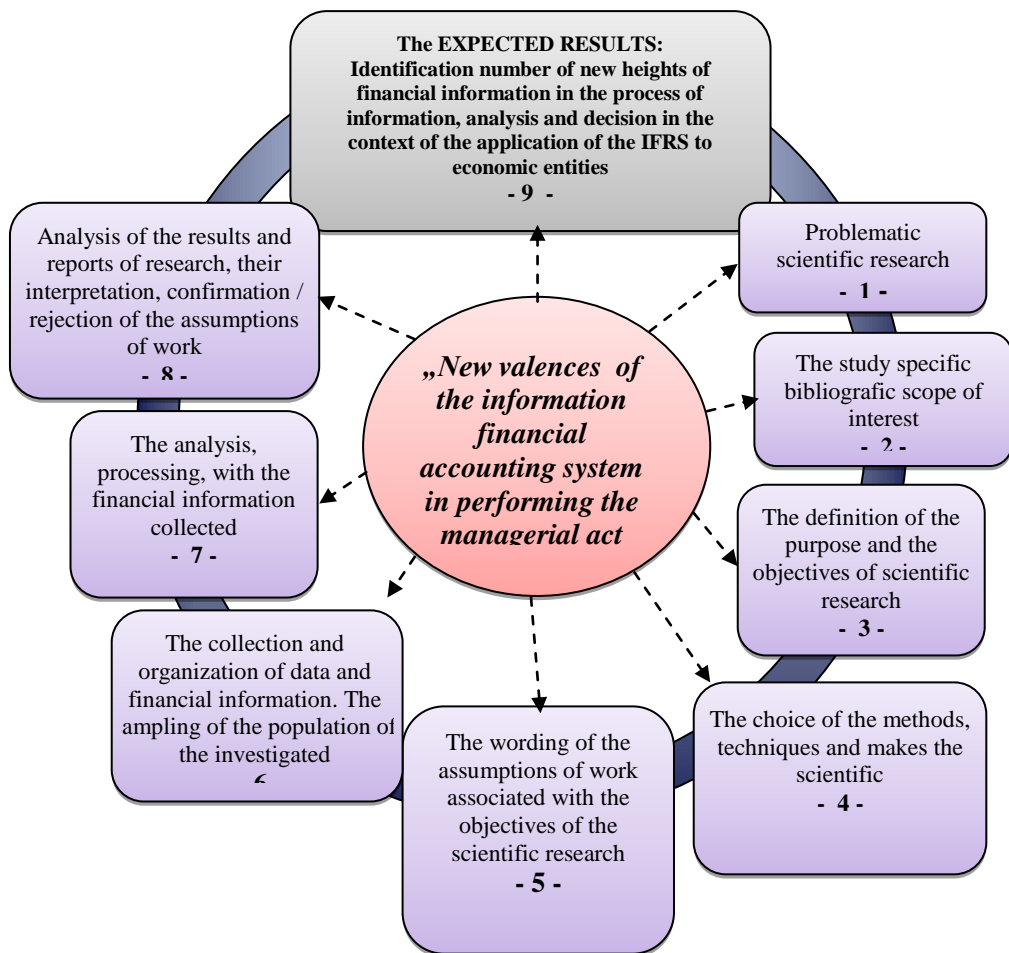 The EXPECTED RESULTS:
Identification number of new heights of
financial information in the process of
information, analysis and decision in the
context of the application of the IFRS to
economic entities
- 9 -
Problematic
scientific research
- 1 -
The study specific
bibliografic scope of
interest
- 2 -
The definition of the
purpose and the
objectives of scientific
research
- 3 -
The choice of the methods,
techniques and makes the
scientific
- 4 -
The wording of the
assumptions of work
associated with the
objectives of the
scientific research
- 5 -
The collection and
organization of data and
financial information. The
ampling of the population of
the investigated
6
The analysis,
processing, with the
financial information
collected
- 7 -
Analysis of the results and
reports of research, their
interpretation, confirmation /
rejection of the assumptions
of work
- 8 -
„New valences of
the information
financial
accounting system
in performing the
managerial act